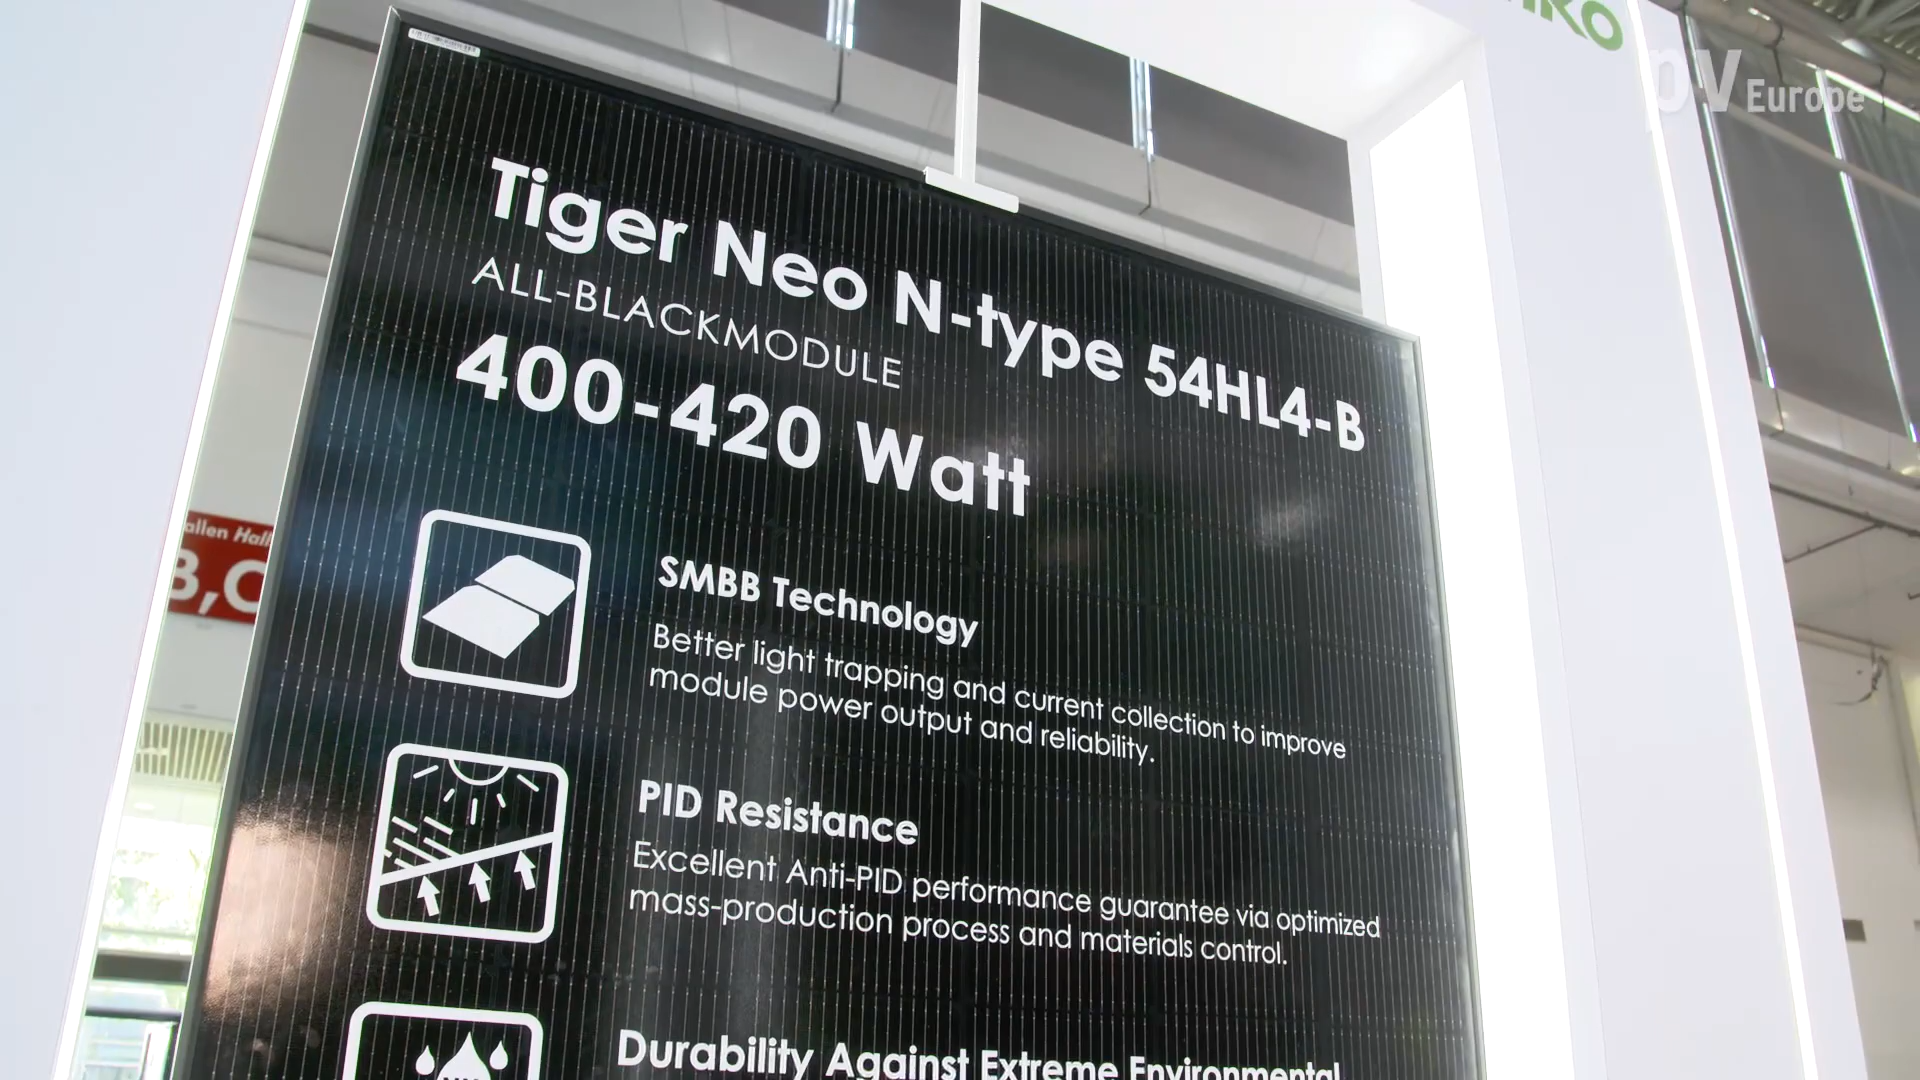 pv Europe
Tiger Neo N-type 54HL4-B
ALL-BLACKMODULE
400-420 Watt
SMBB Technology
Better light trapping and current collection to improve
module power output and reliability.
PID Resistance
Excellent Anti-PID performance guarantee via optimized
mass-production process and materials control.
Durability Against Extreme Environmental
allen Hall
B,C